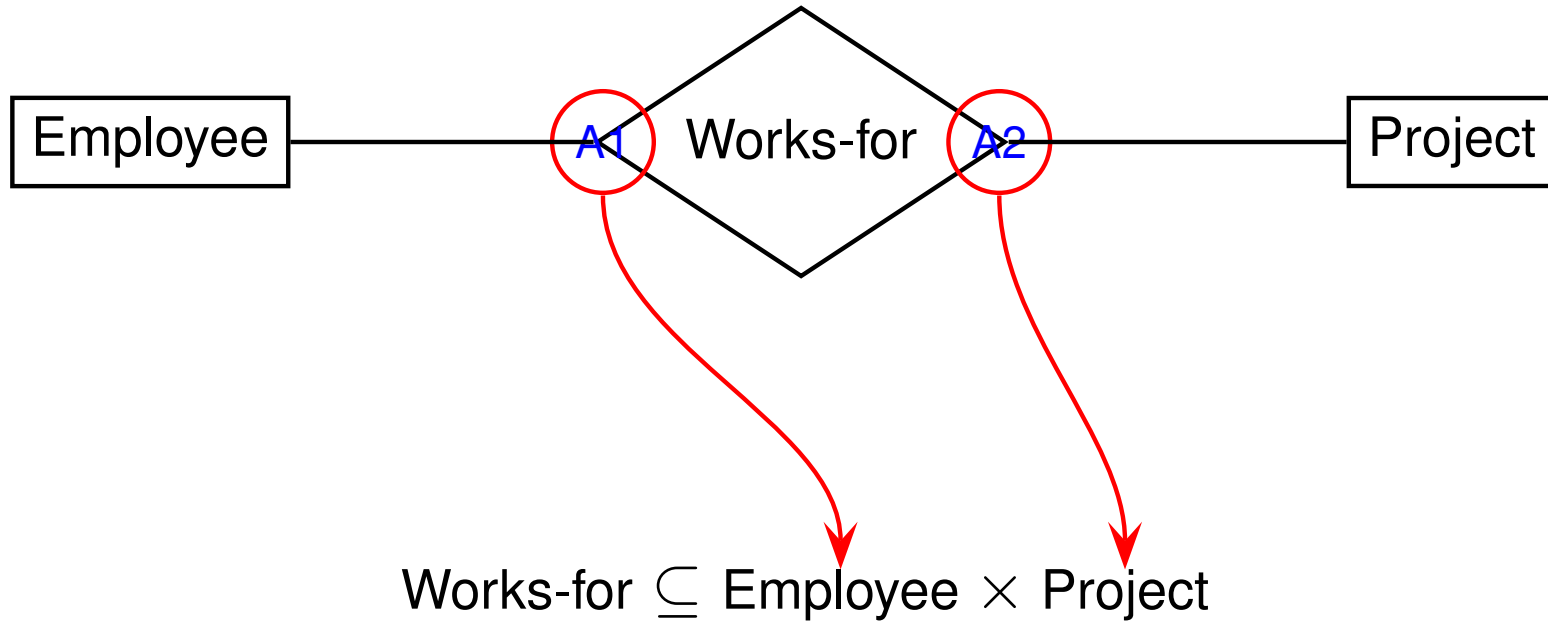 Employee A1 Works-for A2 Project
Works-for ⊆ Employee × Project